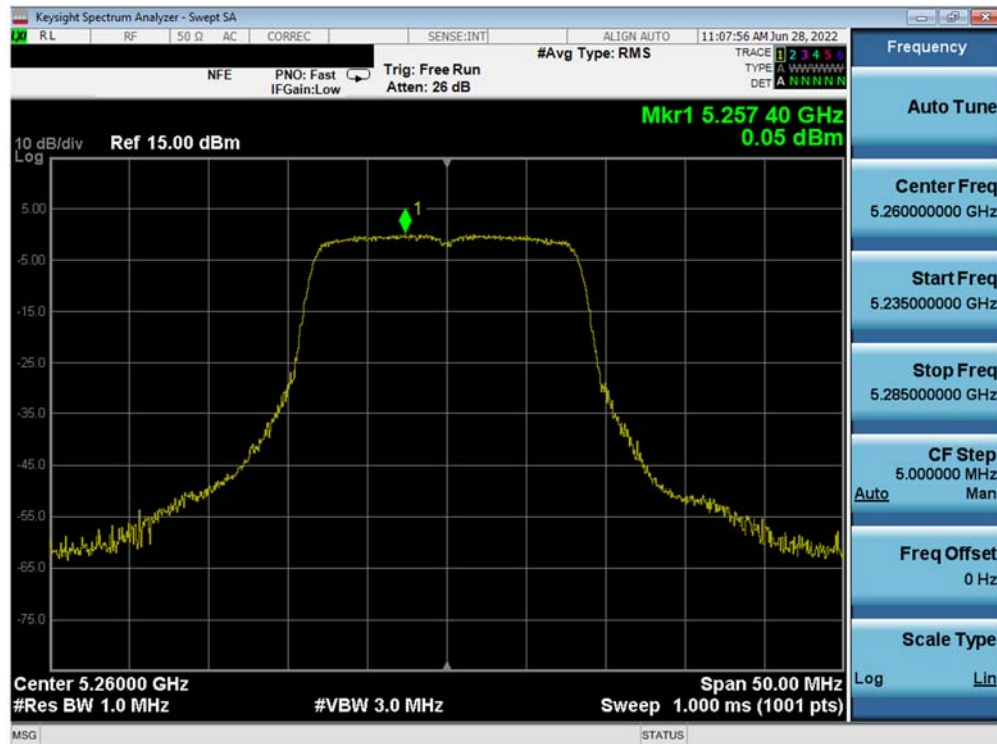 Keysight Spectrum Analyzer - Swept SA
LXI RL RF 50 Ω AC CORREC SENSE:INT ALIGN AUTO 11:07:56 AM Jun 28, 2022
NFE PNO: Fast Trig: Free Run #Avg Type: RMS TRACE 1 2 3 4 5 6
IFGain:Low Atten: 26 dB TYPE A WWWWW
DET A N N N N N
Mkr1 5.257 40 GHz
0.05 dBm
10 dB/div Ref 15.00 dBm
Log
1
5.00
-5.00
-15.0
-25.0
-35.0
-45.0
-55.0
-65.0
-75.0
Center 5.26000 GHz Span 50.00 MHz
#Res BW 1.0 MHz #VBW 3.0 MHz Sweep 1.000 ms (1001 pts)
MSG STATUS
Frequency
Auto Tune
Center Freq
5.260000000 GHz
Start Freq
5.235000000 GHz
Stop Freq
5.285000000 GHz
CF Step
5.000000 MHz
Auto Man
Freq Offset
0 Hz
Scale Type
Log Lin